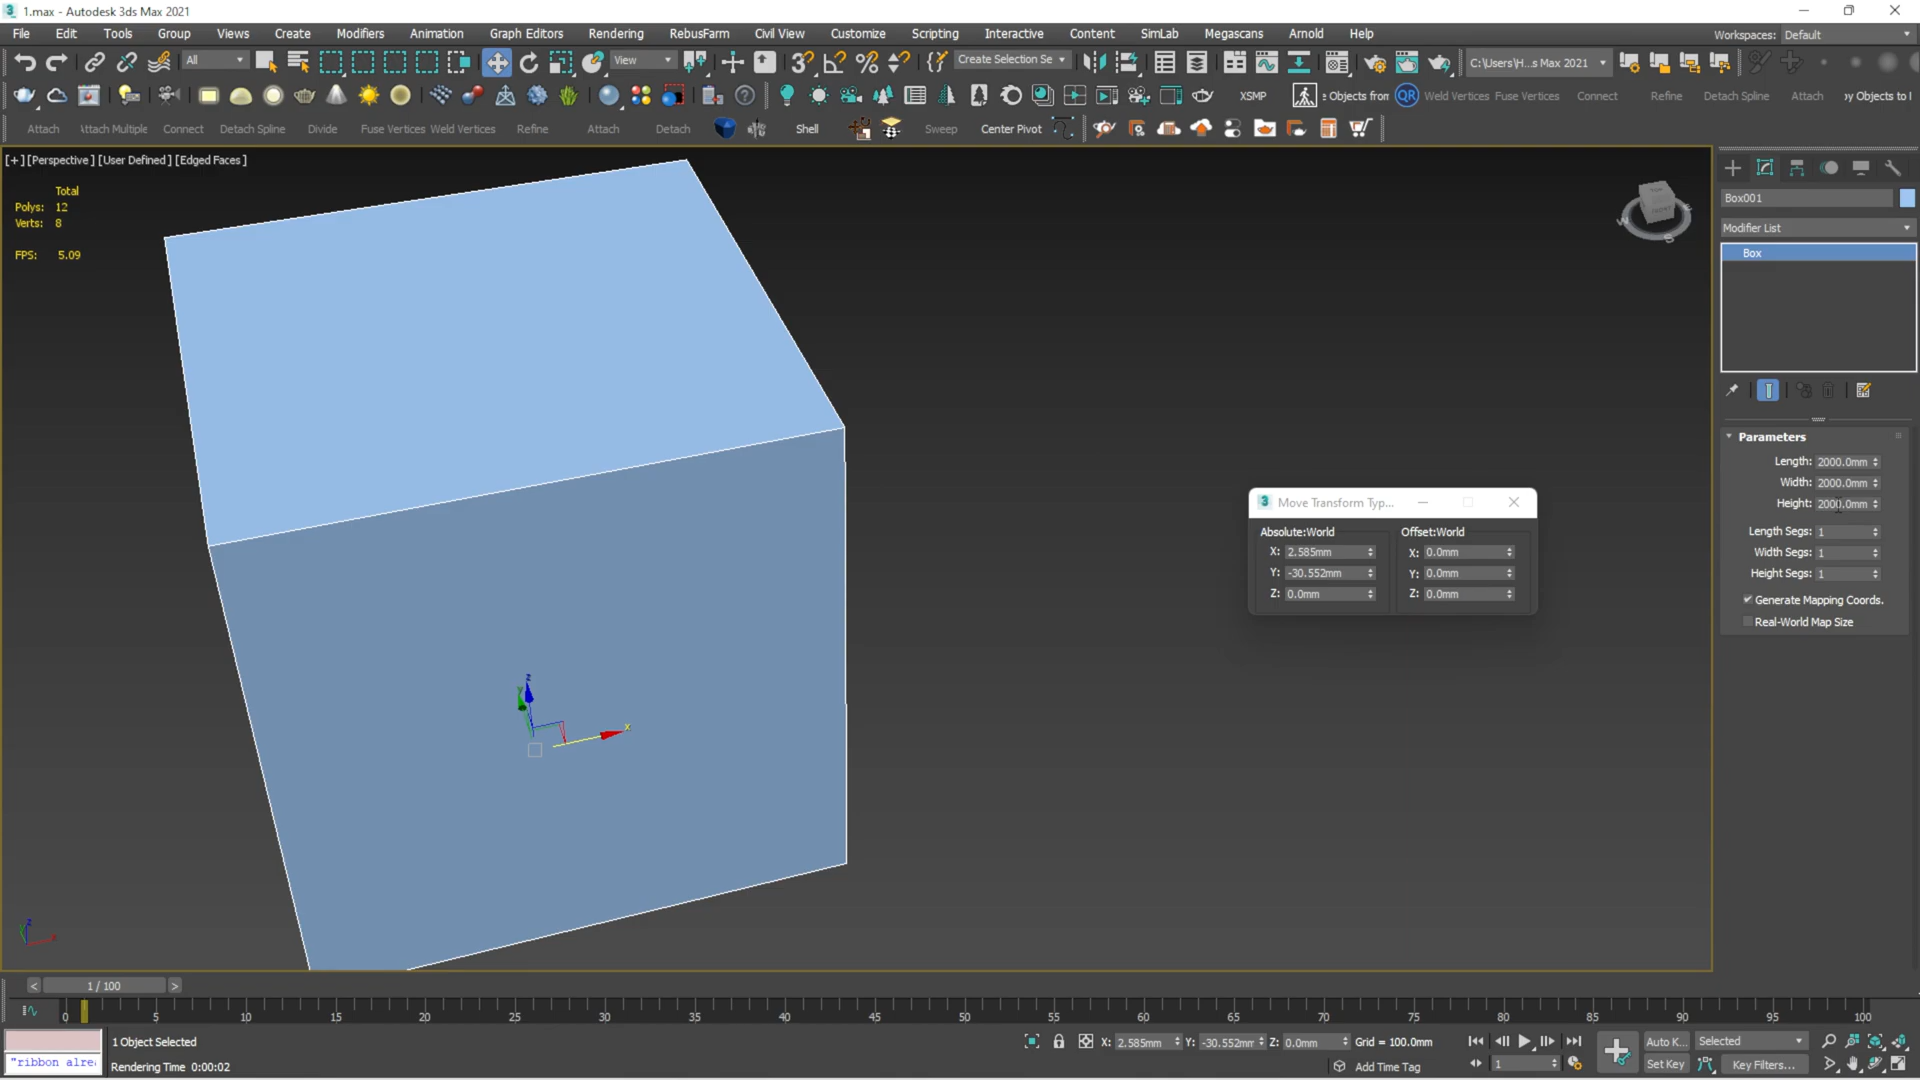 1.max - Autodesk 3ds Max 2021
File Edit Tools Group Views Create Modifiers Animation Graph Editors Rendering RebusFarm Civil View Customize Scripting Interactive Content SimLab Megascans Arnold Help
Workspaces: Default
All View Create Selection Se C:\Users\H...s Max 2021
XSMP Objects from QR Weld Vertices Fuse Vertices Connect Refine Detach Spline Attach Objects to
Attach Attach Multiple Connect Detach Spline Divide Fuse Vertices Weld Vertices Refine Attach Detach Shell Sweep Center Pivot
[+] [Perspective] [User Defined] [Edged Faces]
Total
Polys: 12
Verts: 8
FPS: 5.09
Box001
Modifier List
Box
Parameters
Length: 2000.0mm
Width: 2000.0mm
Height: 2000.0mm
Length Segs: 1
Width Segs: 1
Height Segs: 1
Generate Mapping Coords.
Real-World Map Size
Move Transform Typ...
Absolute:World Offset:World
X: 2.585mm X: 0.0mm
Y: -30.552mm Y: 0.0mm
Z: 0.0mm Z: 0.0mm
z
x
1 / 100
0 5 10 15 20 25 30 35 40 45 50 55 60 65 70 75 80 85 90 95 100
1 Object Selected X: 2.585mm Y: -30.552mm Z: 0.0mm Grid = 100.0mm Auto K... Selected
"ribbon alre Rendering Time 0:00:02 Add Time Tag 1 Set Key Key Filters...